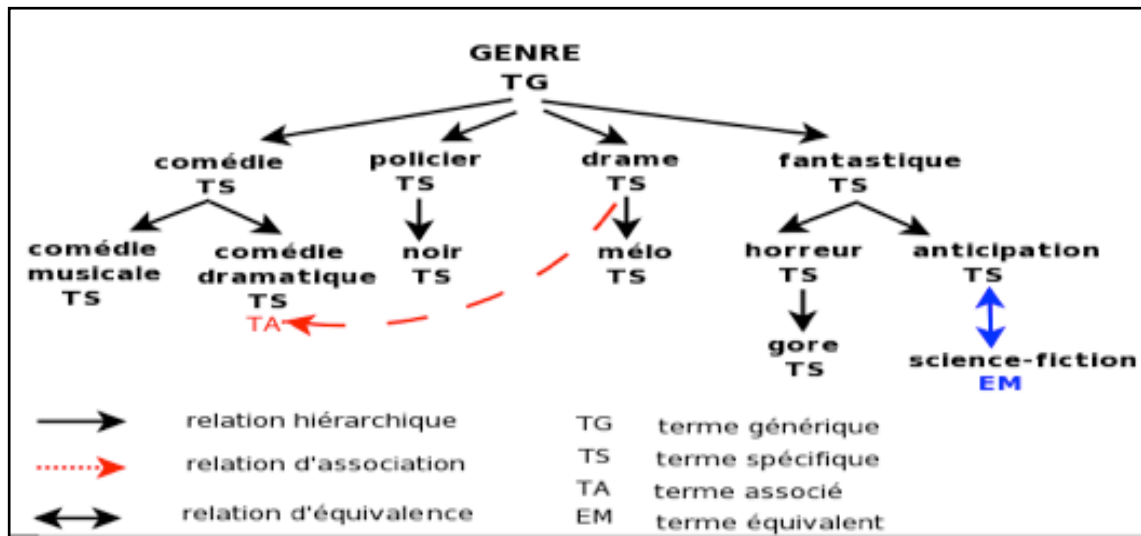 GENRE
TG
comédie
TS
policier
TS
drame
TS
fantastique
TS
comédie
musicale
TS
comédie
dramatique
TS
TA
noir
TS
mélo
TS
horreur
TS
anticipation
TS
gore
TS
science-fiction
EM
relation hiérarchique
relation d'association
relation d'équivalence
TG terme générique
TS terme spécifique
TA terme associé
EM terme équivalent